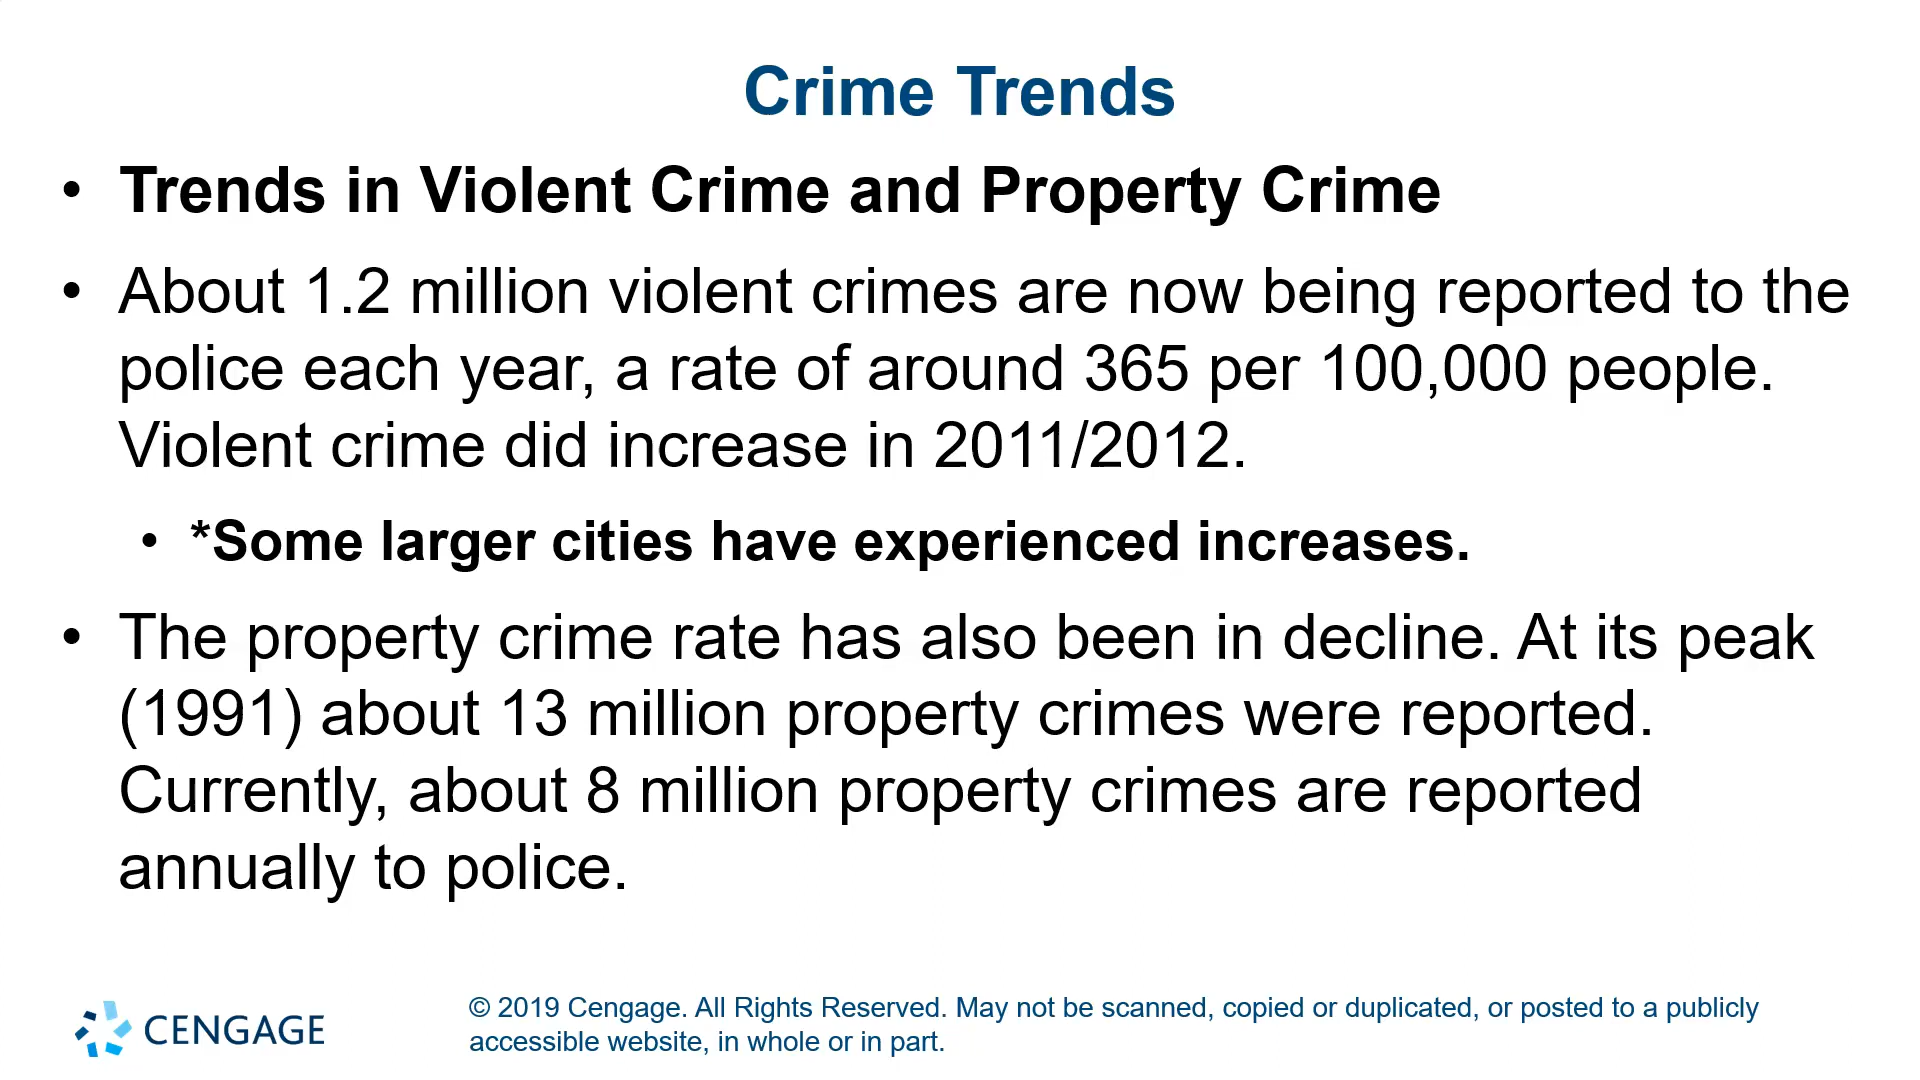 Crime Trends
• Trends in Violent Crime and Property Crime
• About 1.2 million violent crimes are now being reported to the
police each year, a rate of around 365 per 100,000 people.
Violent crime did increase in 2011/2012.
• *Some larger cities have experienced increases.
• The property crime rate has also been in decline. At its peak
(1991) about 13 million property crimes were reported.
Currently, about 8 million property crimes are reported
annually to police.
CENGAGE
© 2019 Cengage. All Rights Reserved. May not be scanned, copied or duplicated, or posted to a publicly
accessible website, in whole or in part.